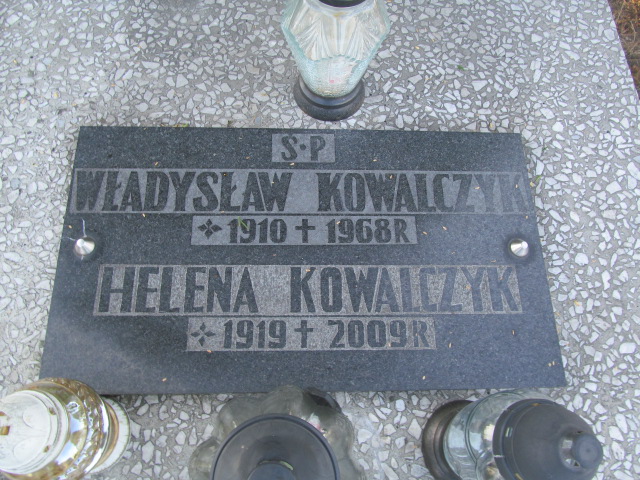 S·P
WŁADYSŁAW KOWALCZYK
1910 ✝ 1968R
HELENA KOWALCZYK
1919 ✝ 2009R